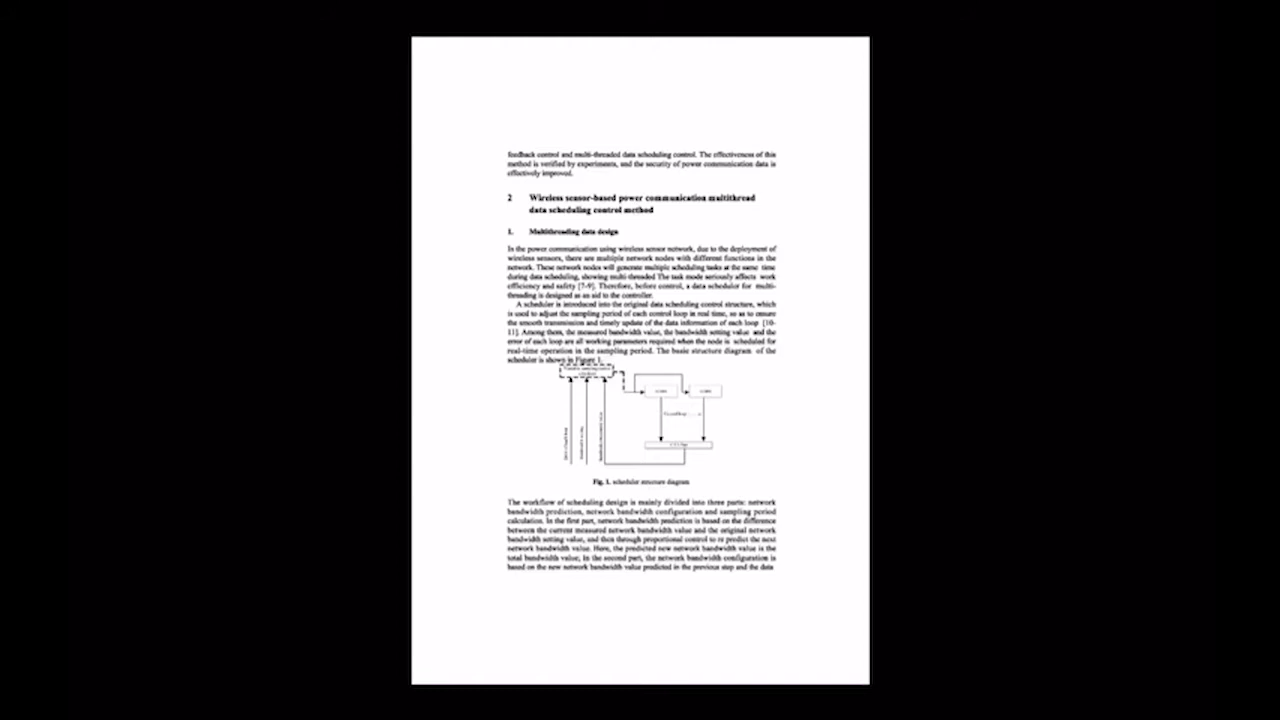 feedback control and multi-threaded data scheduling control. The effectiveness of this
method is verified by experiments, and the security of power communication data is
effectively improved.
2 Wireless sensor-based power communication multithread
data scheduling control method
1. Multithreading data design
In the power communication using wireless sensor network, due to the deployment of
wireless sensors, there are multiple network nodes with different functions in the
network. These network nodes will generate multiple scheduling tasks at the same time
during data scheduling, showing multi-threaded The task mode seriously affects work
efficiency and safety [7-9]. Therefore, before control, a data scheduler for multi-
threading is designed as an aid to the controller.
A scheduler is introduced into the original data scheduling control structure, which
is used to adjust the sampling period of each control loop in real time, so as to ensure
the smooth transmission and timely update of the data information of each loop [10-
11]. Among them, the measured bandwidth value, the bandwidth setting value and the
error of each loop are all working parameters required when the node is scheduled for
real-time operation in the sampling period. The basic structure diagram of the
scheduler is shown in Figure 1.
Fig. 1. scheduler structure diagram
The workflow of scheduling design is mainly divided into three parts: network
bandwidth prediction, network bandwidth configuration and sampling period
calculation. In the first part, network bandwidth prediction is based on the difference
between the current measured network bandwidth value and the original network
bandwidth setting value, and then through proportional control to re predict the next
network bandwidth value. Here, the predicted new network bandwidth value is the
total bandwidth value; In the second part, the network bandwidth configuration is
based on the new network bandwidth value predicted in the previous step and the data